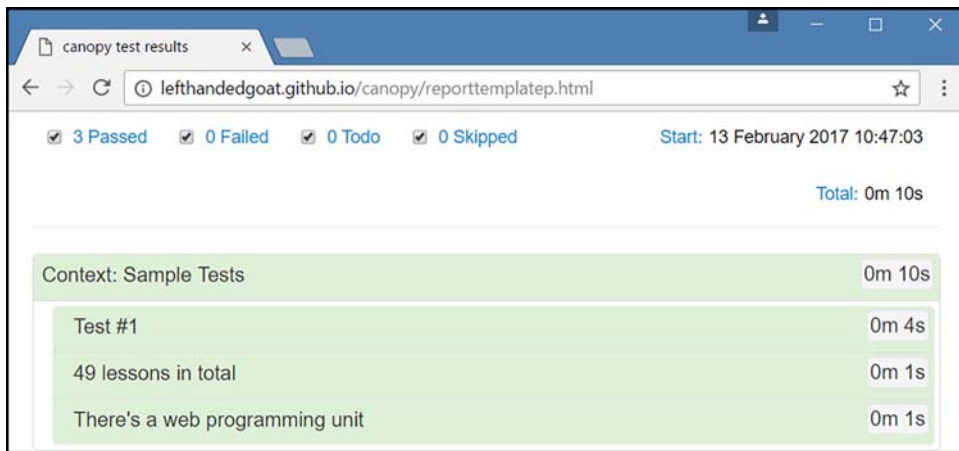 canopy test results
lefthandedgoat.github.io/canopy/reporttemplatep.html
3 Passed 0 Failed 0 Todo 0 Skipped Start: 13 February 2017 10:47:03
Total: 0m 10s
Context: Sample Tests 0m 10s
Test #1 0m 4s
49 lessons in total 0m 1s
There's a web programming unit 0m 1s